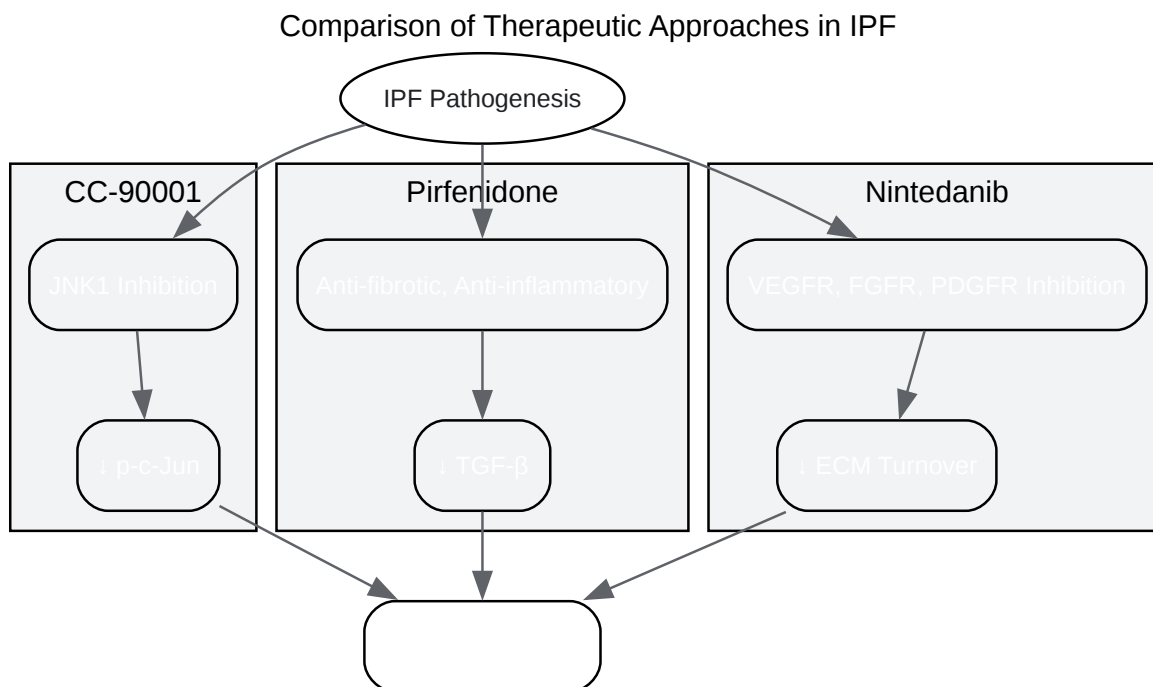 Comparison of Therapeutic Approaches in IPF
IPF Pathogenesis
CC-90001
Pirfenidone
Nintedanib
JNK1 Inhibition
Anti-fibrotic, Anti-inflammatory
VEGFR, FGFR, PDGFR Inhibition
↓ p-c-Jun
↓ TGF-β
↓ ECM Turnover